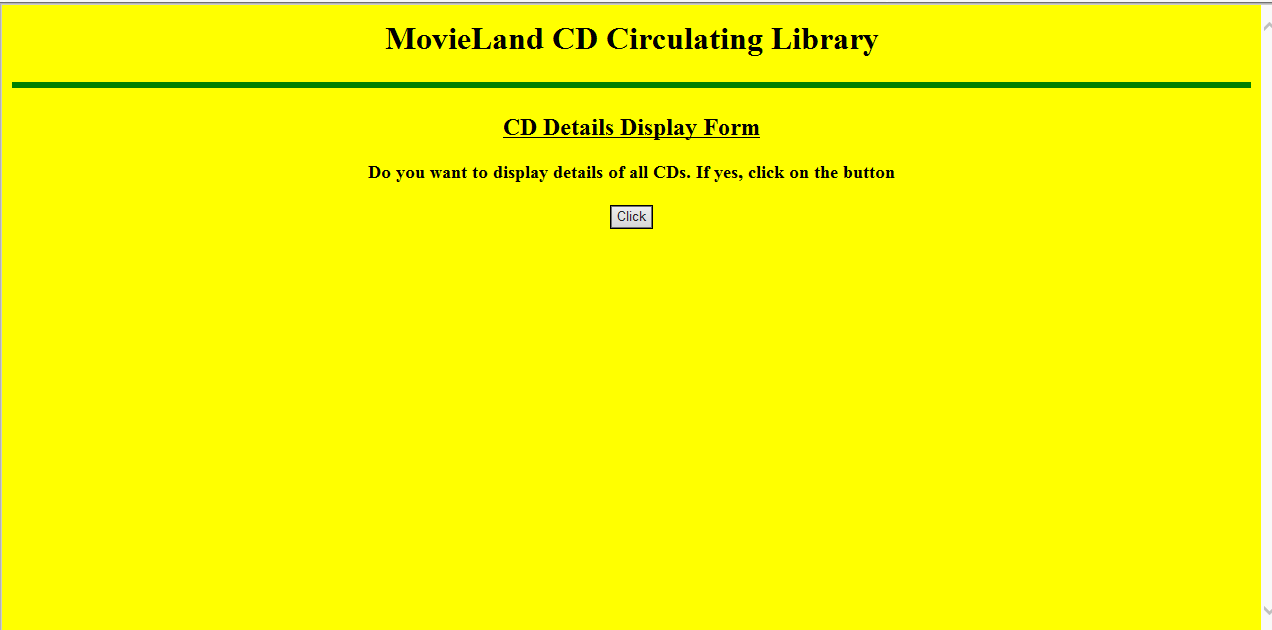 MovieLand CD Circulating Library
CD Details Display Form
Do you want to display details of all CDs. If yes, click on the button
Click